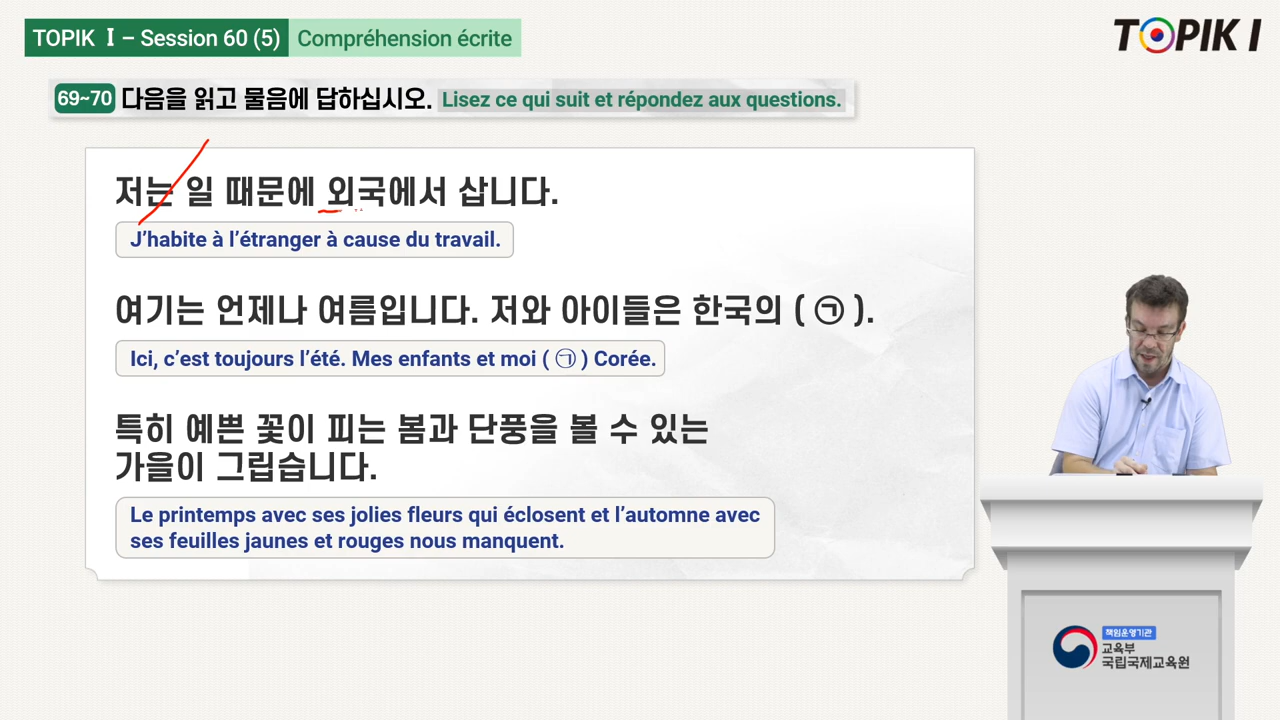 TOPIK I – Session 60 (5) Compréhension écrite
TOPIK I
69~70 다음을 읽고 물음에 답하십시오. Lisez ce qui suit et répondez aux questions.
저는 일 때문에 외국에서 삽니다.
J’habite à l’étranger à cause du travail.
여기는 언제나 여름입니다. 저와 아이들은 한국의 ( ㉠ ).
Ici, c’est toujours l’été. Mes enfants et moi ( ㉠ ) Corée.
특히 예쁜 꽃이 피는 봄과 단풍을 볼 수 있는
가을이 그립습니다.
Le printemps avec ses jolies fleurs qui éclosent et l’automne avec
ses feuilles jaunes et rouges nous manquent.
책임운영기관
교육부
국립국제교육원